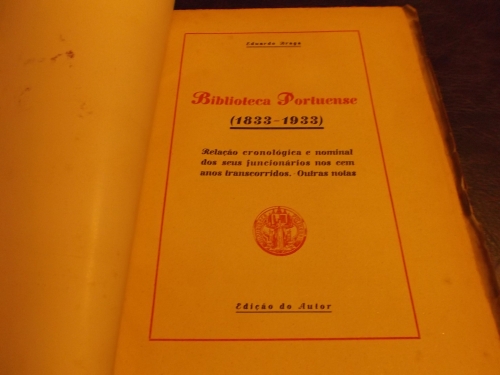 Eduardo Braga
Biblioteca Portuense
(1833-1933)
Relação cronológica e nominal
dos seus funcionários nos cem
anos transcorridos. Outras notas
Edição do Autor